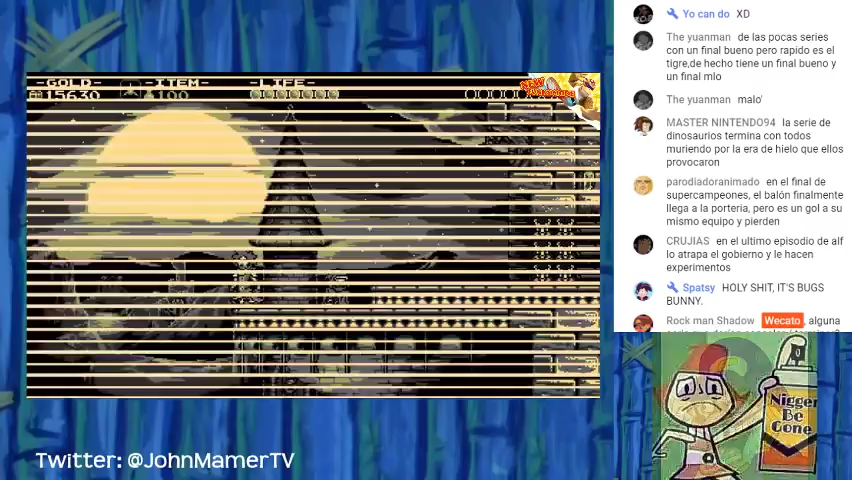 -GOLD-
-ITEM-
-LIFE-
15630
100
NEW
Yo can do XD
The yuanman de las pocas series
con un final bueno pero rapido es el
tigre,de hecho tiene un final bueno y
un final mlo
The yuanman malo'
MASTER NINTENDO94 la serie de
dinosaurios termina con todos
muriendo por la era de hielo que ellos
provocaron
parodiadoranimado en el final de
supercampeones, el balón finalmente
llega a la porteria, pero es un gol a su
mismo equipo y pierden
CRUJIAS en el ultimo episodio de alf
lo atrapa el gobierno y le hacen
experimentos
Spatsy HOLY SHIT, IT'S BUGS
BUNNY.
Rock man Shadow Wecato, alguna
Nigger
Be
Gone
Twitter: @JohnMamerTV